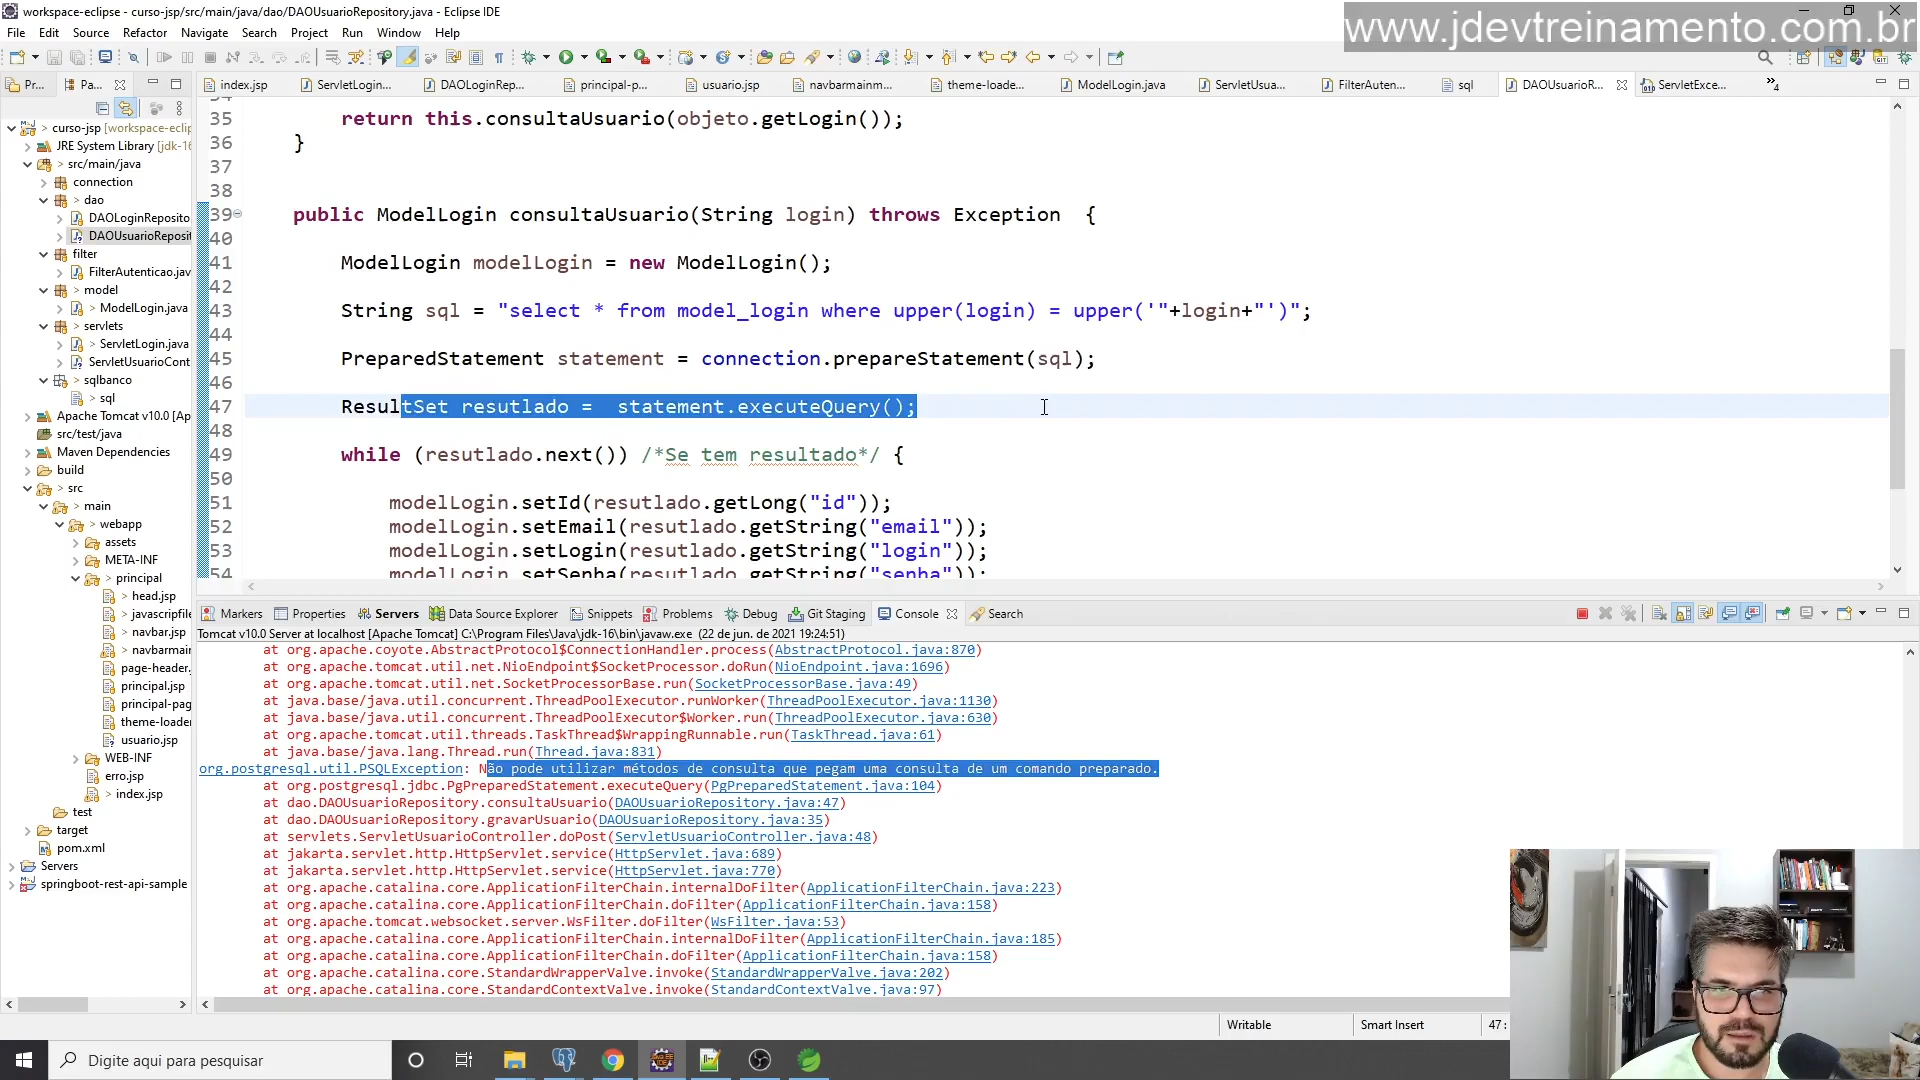 workspace-eclipse - curso-jsp/src/main/java/dao/DAOUsuarioRepository.java - Eclipse IDE
www.jdevtreinamento.com.br
File Edit Source Refactor Navigate Search Project Run Window Help
Pr... Pa...
index.jsp ServletLogin... DAOLoginRep... principal-p... usuario.jsp navbarmainm... theme-loade... ModelLogin.java ServletUsua... FilterAuten... sql DAOUsuarioR... ServletExce... »4
curso-jsp [workspace-eclip
JRE System Library [jdk-16
src/main/java
connection
dao
DAOLoginReposito
DAOUsuarioReposit
filter
FilterAutenticao.jav
model
ModelLogin.java
servlets
ServletLogin.java
ServletUsuarioCont
sqlbanco
sql
Apache Tomcat v10.0 [Ap
src/test/java
Maven Dependencies
build
src
main
webapp
assets
META-INF
principal
head.jsp
javascripfile
navbar.jsp
navbarmai
page-header.
principal.jsp
principal-pag
theme-loade
usuario.jsp
WEB-INF
erro.jsp
index.jsp
test
target
pom.xml
Servers
springboot-rest-api-sample
34
35 return this.consultaUsuario(objeto.getLogin());
36 }
37
38
39 public ModelLogin consultaUsuario(String login) throws Exception {
40
41 ModelLogin modelLogin = new ModelLogin();
42
43 String sql = "select * from model_login where upper(login) = upper('"+login+"')";
44
45 PreparedStatement statement = connection.prepareStatement(sql);
46
47 ResultSet resutlado = statement.executeQuery();
48
49 while (resutlado.next()) /*Se tem resultado*/ {
50
51 modelLogin.setId(resutlado.getLong("id"));
52 modelLogin.setEmail(resutlado.getString("email"));
53 modelLogin.setLogin(resutlado.getString("login"));
54 modelLogin.setSenha(resutlado.getString("senha"));
Markers Properties Servers Data Source Explorer Snippets Problems Debug Git Staging Console Search
Tomcat v10.0 Server at localhost [Apache Tomcat] C:\Program Files\Java\jdk-16\bin\javaw.exe (22 de jun. de 2021 19:24:51)
at org.apache.coyote.AbstractProtocol$ConnectionHandler.process(AbstractProtocol.java:870)
at org.apache.tomcat.util.net.NioEndpoint$SocketProcessor.doRun(NioEndpoint.java:1696)
at org.apache.tomcat.util.net.SocketProcessorBase.run(SocketProcessorBase.java:49)
at java.base/java.util.concurrent.ThreadPoolExecutor.runWorker(ThreadPoolExecutor.java:1130)
at java.base/java.util.concurrent.ThreadPoolExecutor$Worker.run(ThreadPoolExecutor.java:630)
at org.apache.tomcat.util.threads.TaskThread$WrappingRunnable.run(TaskThread.java:61)
at java.base/java.lang.Thread.run(Thread.java:831)
org.postgresql.util.PSQLException: Não pode utilizar métodos de consulta que pegam uma consulta de um comando preparado.
at org.postgresql.jdbc.PgPreparedStatement.executeQuery(PgPreparedStatement.java:104)
at dao.DAOUsuarioRepository.consultaUsuario(DAOUsuarioRepository.java:47)
at dao.DAOUsuarioRepository.gravarUsuario(DAOUsuarioRepository.java:35)
at servlets.ServletUsuarioController.doPost(ServletUsuarioController.java:48)
at jakarta.servlet.http.HttpServlet.service(HttpServlet.java:689)
at jakarta.servlet.http.HttpServlet.service(HttpServlet.java:770)
at org.apache.catalina.core.ApplicationFilterChain.internalDoFilter(ApplicationFilterChain.java:223)
at org.apache.catalina.core.ApplicationFilterChain.doFilter(ApplicationFilterChain.java:158)
at org.apache.tomcat.websocket.server.WsFilter.doFilter(WsFilter.java:53)
at org.apache.catalina.core.ApplicationFilterChain.internalDoFilter(ApplicationFilterChain.java:185)
at org.apache.catalina.core.ApplicationFilterChain.doFilter(ApplicationFilterChain.java:158)
at org.apache.catalina.core.StandardWrapperValve.invoke(StandardWrapperValve.java:202)
at org.apache.catalina.core.StandardContextValve.invoke(StandardContextValve.java:97)
Writable Smart Insert 47:
Digite aqui para pesquisar